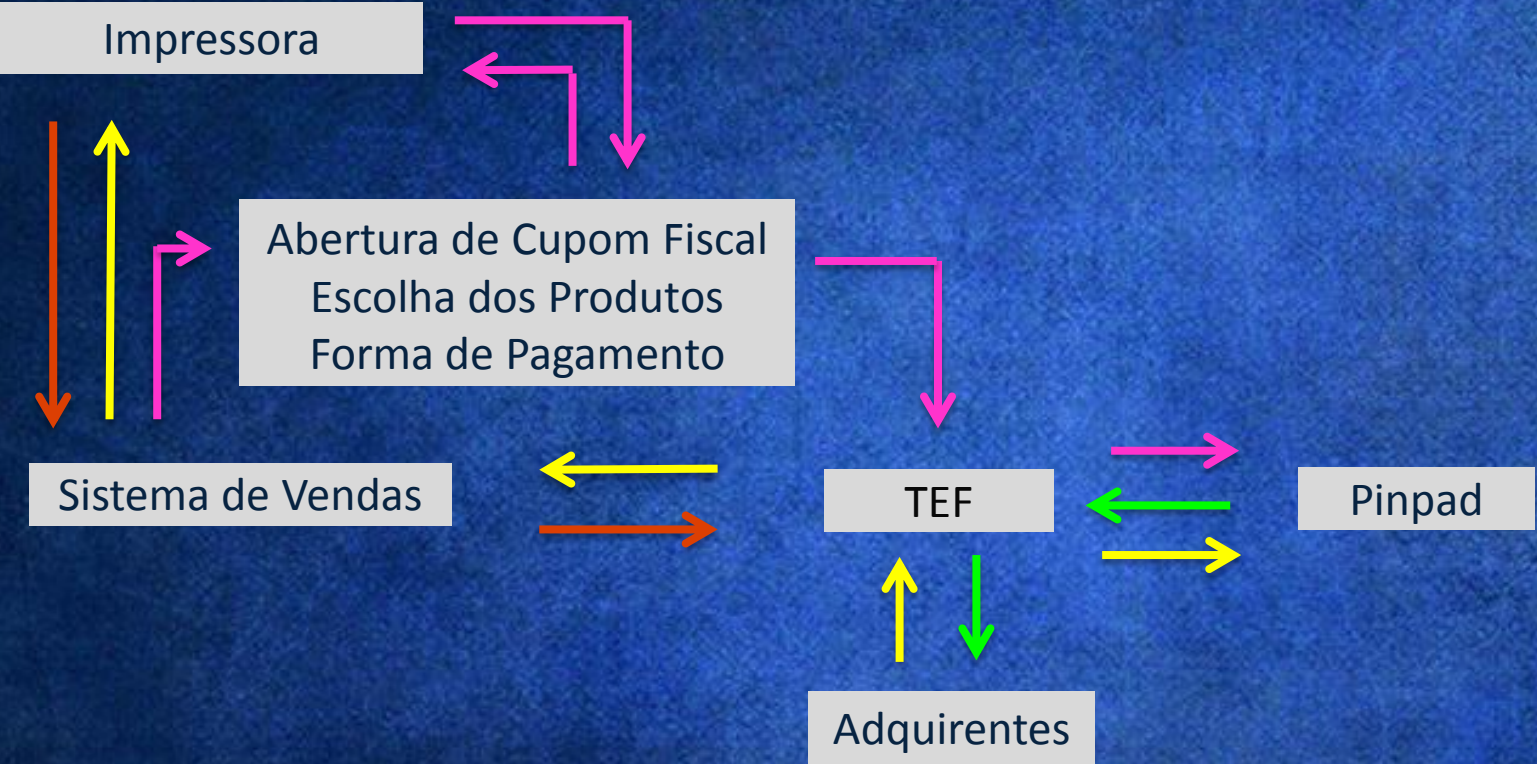 Impressora
Abertura de Cupom Fiscal
Escolha dos Produtos
Forma de Pagamento
Sistema de Vendas
TEF
Pinpad
Adquirentes